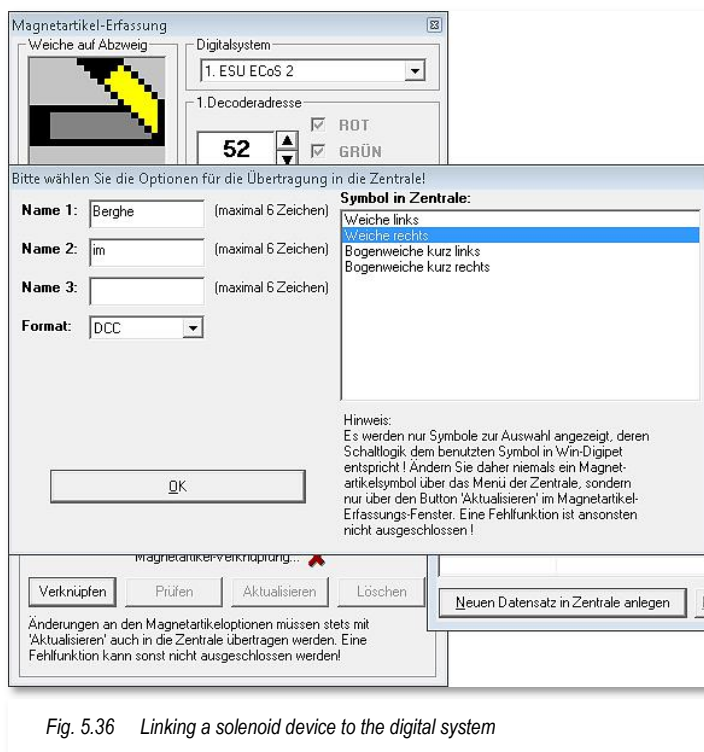 Magnetartikel-Erfassung
Weiche auf Abzweig
Digitalsystem
1. ESU ECoS 2
1.Decoderadresse
52
ROT
GRÜN
Bitte wählen Sie die Optionen für die Übertragung in die Zentrale!
Name 1: Berghe (maximal 6 Zeichen)
Name 2: im (maximal 6 Zeichen)
Name 3: (maximal 6 Zeichen)
Format: DCC
OK
Symbol in Zentrale:
Weiche links
Weiche rechts
Bogenweiche kurz links
Bogenweiche kurz rechts
Hinweis:
Es werden nur Symbole zur Auswahl angezeigt, deren
Schaltlogik dem benutzten Symbol in Win-Digipet
entspricht ! Ändern Sie daher niemals ein Magnet-
artikelsymbol über das Menü der Zentrale, sondern
nur über den Button 'Aktualisieren' im Magnetartikel-
Erfassungs-Fenster. Eine Fehlfunktion ist ansonsten
nicht ausgeschlossen !
Magnetartikel-Verknüpfung...
Verknüpfen Prüfen Aktualisieren Löschen
Neuen Datensatz in Zentrale anlegen
Änderungen an den Magnetartikeloptionen müssen stets mit
'Aktualisieren' auch in die Zentrale übertragen werden. Eine
Fehlfunktion kann sonst nicht ausgeschlossen werden!
Fig. 5.36 Linking a solenoid device to the digital system